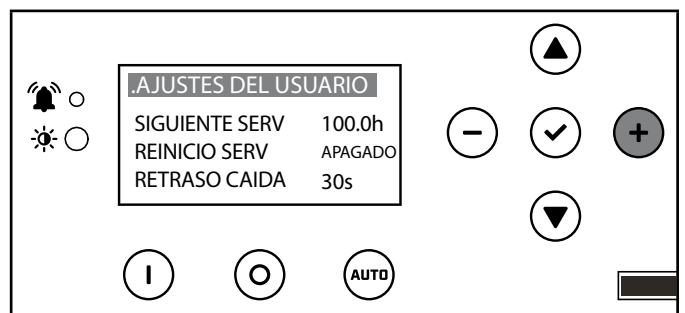 .AJUSTES DEL USUARIO
SIGUIENTE SERV 100.0h
REINICIO SERV APAGADO
RETRASO CAIDA 30s
AUTO